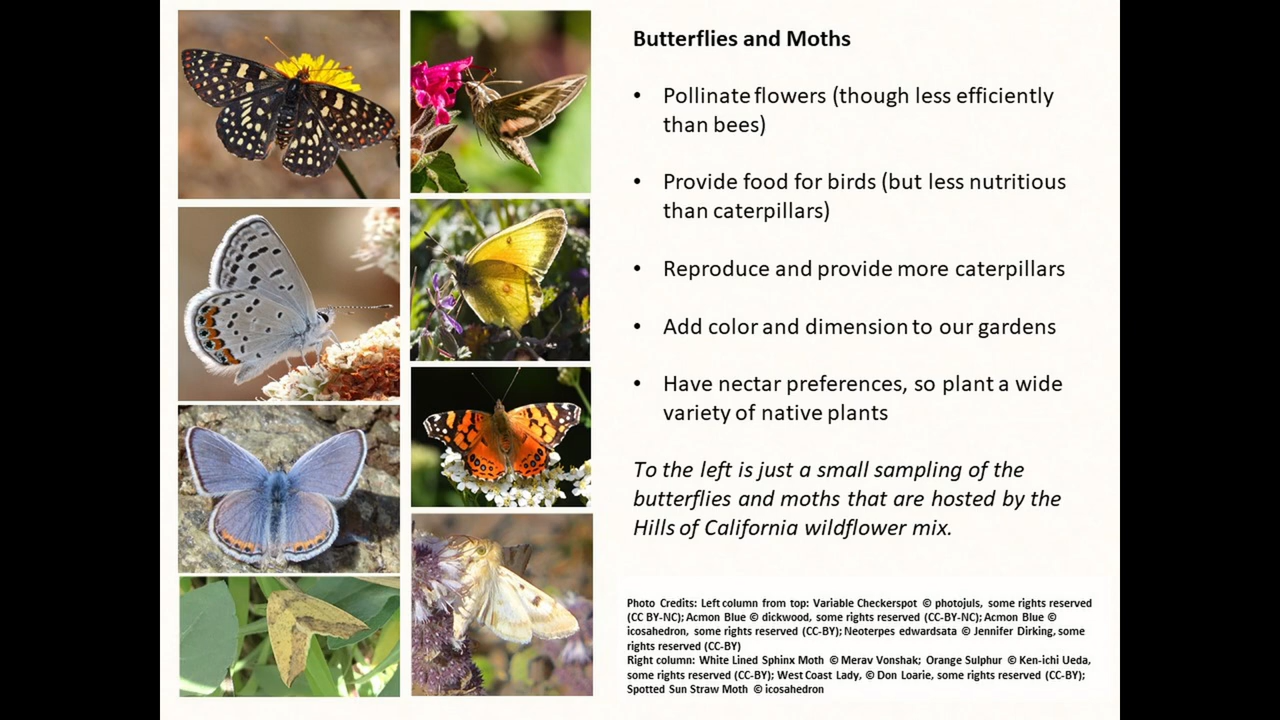 Butterflies and Moths
• Pollinate flowers (though less efficiently
than bees)
• Provide food for birds (but less nutritious
than caterpillars)
• Reproduce and provide more caterpillars
• Add color and dimension to our gardens
• Have nectar preferences, so plant a wide
variety of native plants
To the left is just a small sampling of the
butterflies and moths that are hosted by the
Hills of California wildflower mix.
Photo Credits: Left column from top: Variable Checkerspot © photojuls, some rights reserved
(CC BY-NC); Acmon Blue © dickwood, some rights reserved (CC-BY-NC); Acmon Blue ©
icosahedron, some rights reserved (CC-BY); Neoterpes edwardsata © Jennifer Dirking, some
rights reserved (CC-BY)
Right column: White Lined Sphinx Moth © Merav Vonshak; Orange Sulphur © Ken-ichi Ueda,
some rights reserved (CC-BY); West Coast Lady, © Don Loarie, some rights reserved (CC-BY);
Spotted Sun Straw Moth © icosahedron